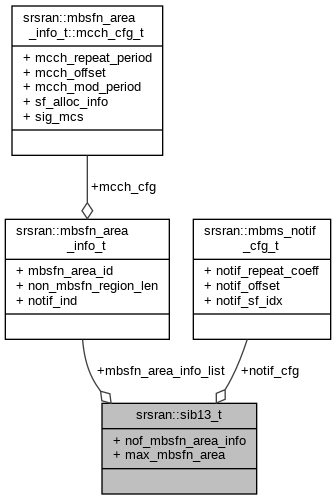 srsran::mbsfn_area
_info_t::mcch_cfg_t
+ mcch_repeat_period
+ mcch_offset
+ mcch_mod_period
+ sf_alloc_info
+ sig_mcs
+mcch_cfg
srsran::mbsfn_area
_info_t
+ mbsfn_area_id
+ non_mbsfn_region_len
+ notif_ind
srsran::mbms_notif
_cfg_t
+ notif_repeat_coeff
+ notif_offset
+ notif_sf_idx
+mbsfn_area_info_list
+notif_cfg
srsran::sib13_t
+ nof_mbsfn_area_info
+ max_mbsfn_area